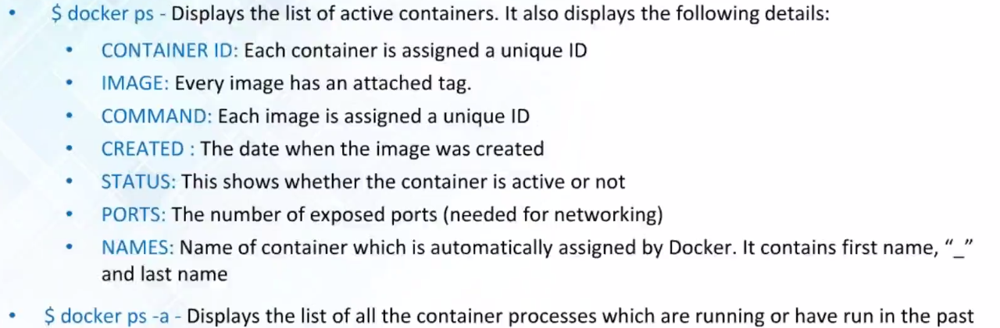 • $ docker ps - Displays the list of active containers. It also displays the following details:
• CONTAINER ID: Each container is assigned a unique ID
• IMAGE: Every image has an attached tag.
• COMMAND: Each image is assigned a unique ID
• CREATED : The date when the image was created
• STATUS: This shows whether the container is active or not
• PORTS: The number of exposed ports (needed for networking)
• NAMES: Name of container which is automatically assigned by Docker. It contains first name, “_”
and last name
• $ docker ps -a - Displays the list of all the container processes which are running or have run in the past